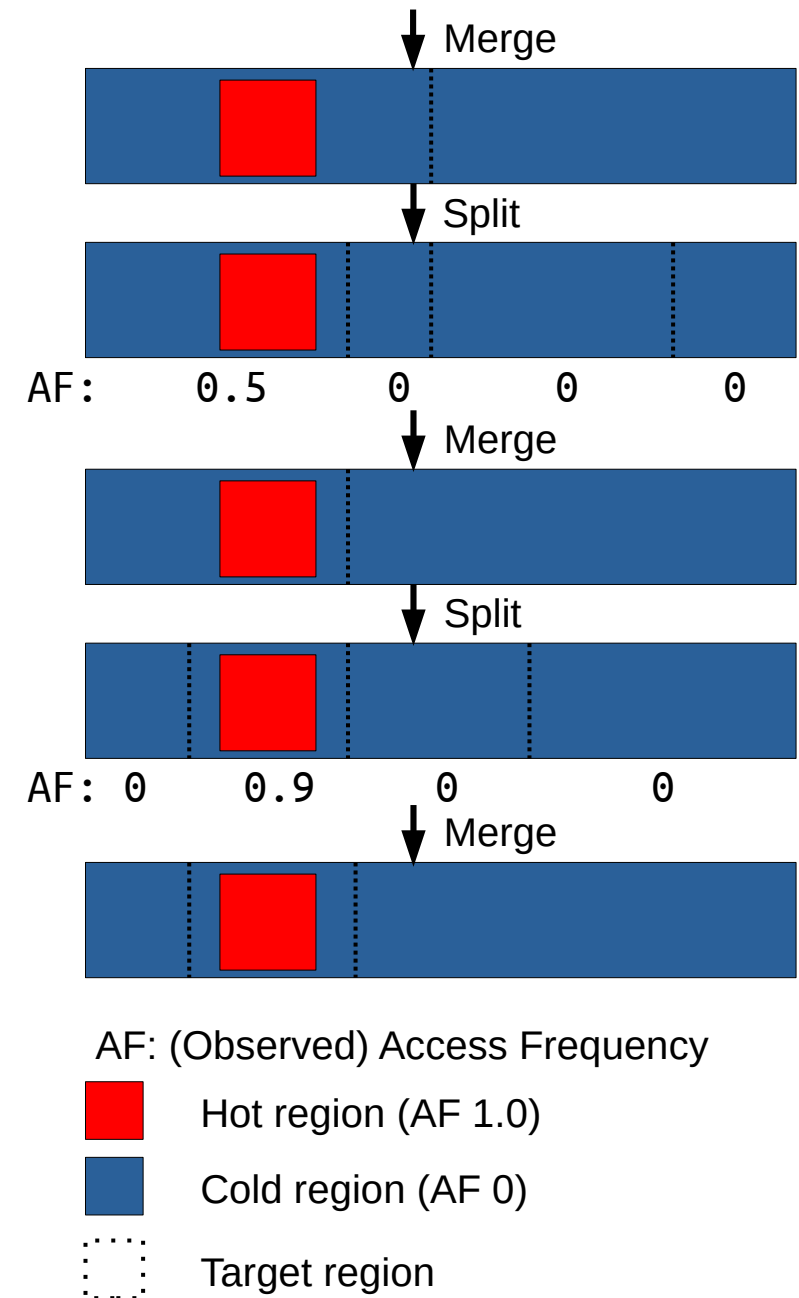 Merge
Split
AF: 0.5 0 0 0
Merge
Split
AF: 0 0.9 0 0
Merge
AF: (Observed) Access Frequency
Hot region (AF 1.0)
Cold region (AF 0)
Target region